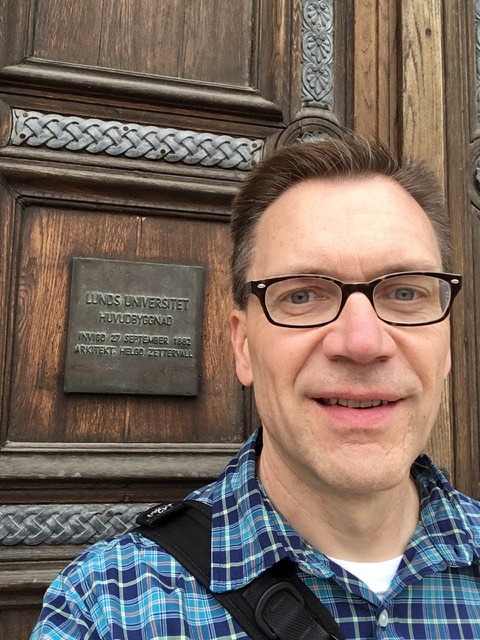 LUNDS UNIVERSITET
HUVUDBYGGNAD
INVIGD 27 SEPTEMBER 1882
ARKITEKT: HELGO ZETTERVALL